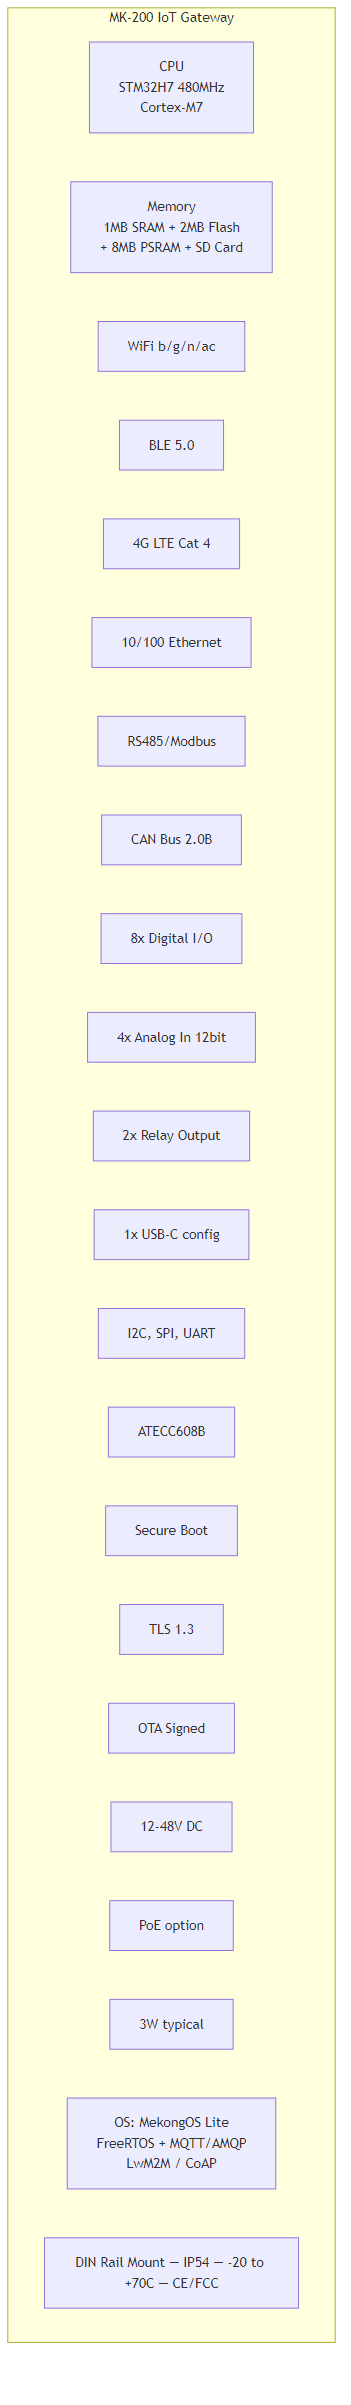 MK-200 IoT Gateway
CPU
STM32H7 480MHz
Cortex-M7
Memory
1MB SRAM + 2MB Flash
+ 8MB PSRAM + SD Card
WiFi b/g/n/ac
BLE 5.0
4G LTE Cat 4
10/100 Ethernet
RS485/Modbus
CAN Bus 2.0B
8x Digital I/O
4x Analog In 12bit
2x Relay Output
1x USB-C config
I2C, SPI, UART
ATECC608B
Secure Boot
TLS 1.3
OTA Signed
12-48V DC
PoE option
3W typical
OS: MekongOS Lite
FreeRTOS + MQTT/AMQP
LwM2M / CoAP
DIN Rail Mount — IP54 — -20 to
+70C — CE/FCC